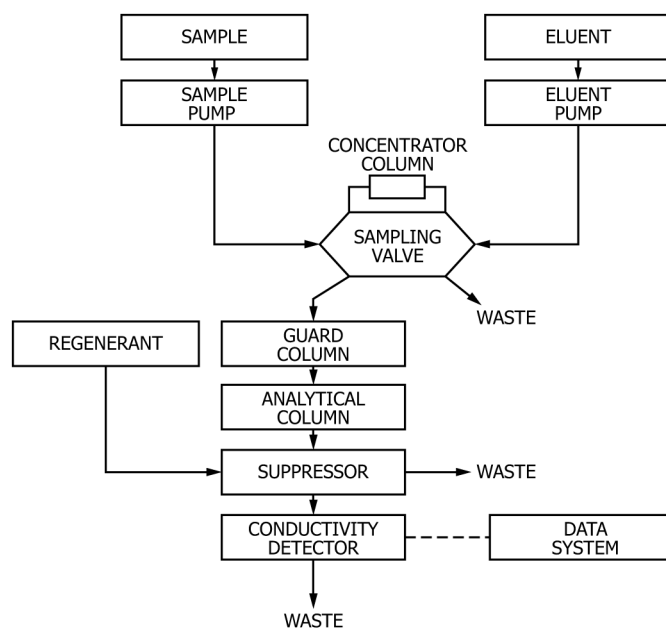 SAMPLE
ELUENT
SAMPLE
PUMP
ELUENT
PUMP
CONCENTRATOR
COLUMN
SAMPLING
VALVE
WASTE
REGENERANT
GUARD
COLUMN
ANALYTICAL
COLUMN
SUPPRESSOR
WASTE
CONDUCTIVITY
DETECTOR
DATA
SYSTEM
WASTE